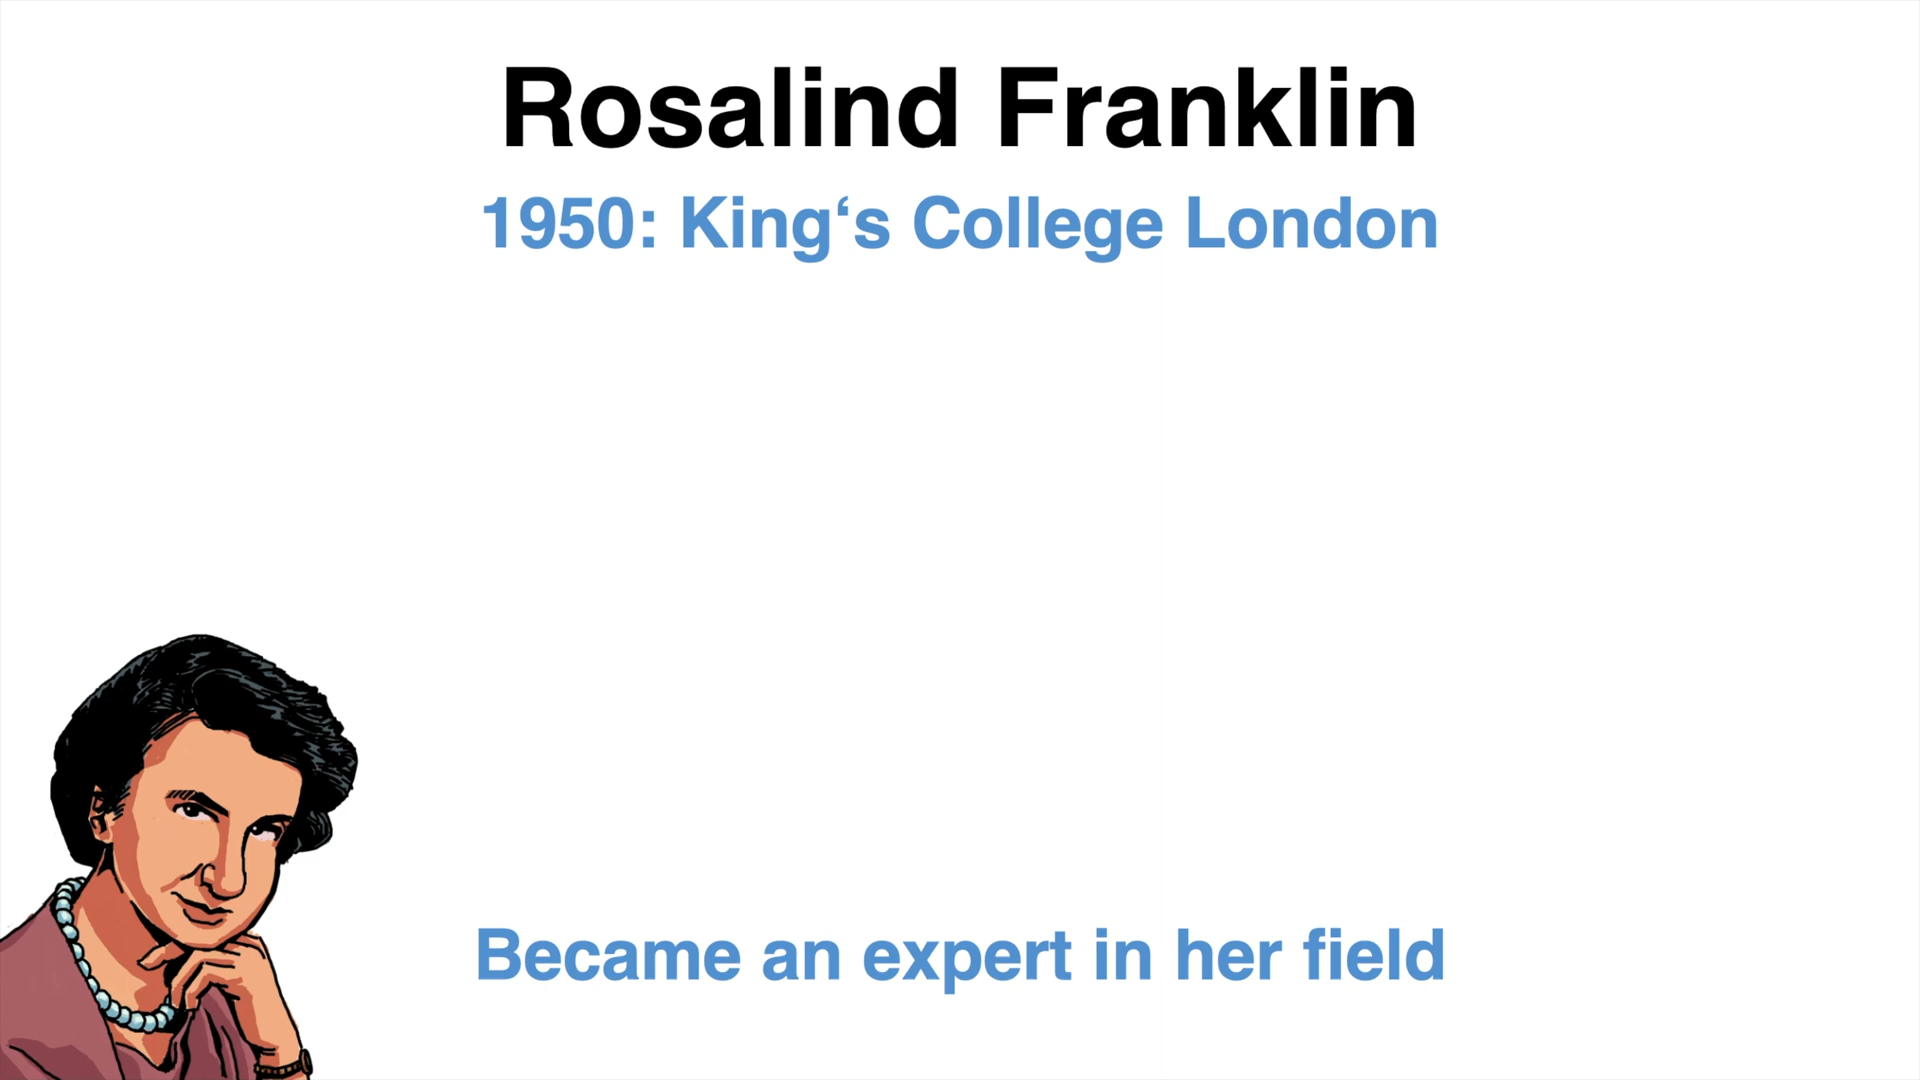 Rosalind Franklin
1950: King‘s College London
Became an expert in her field